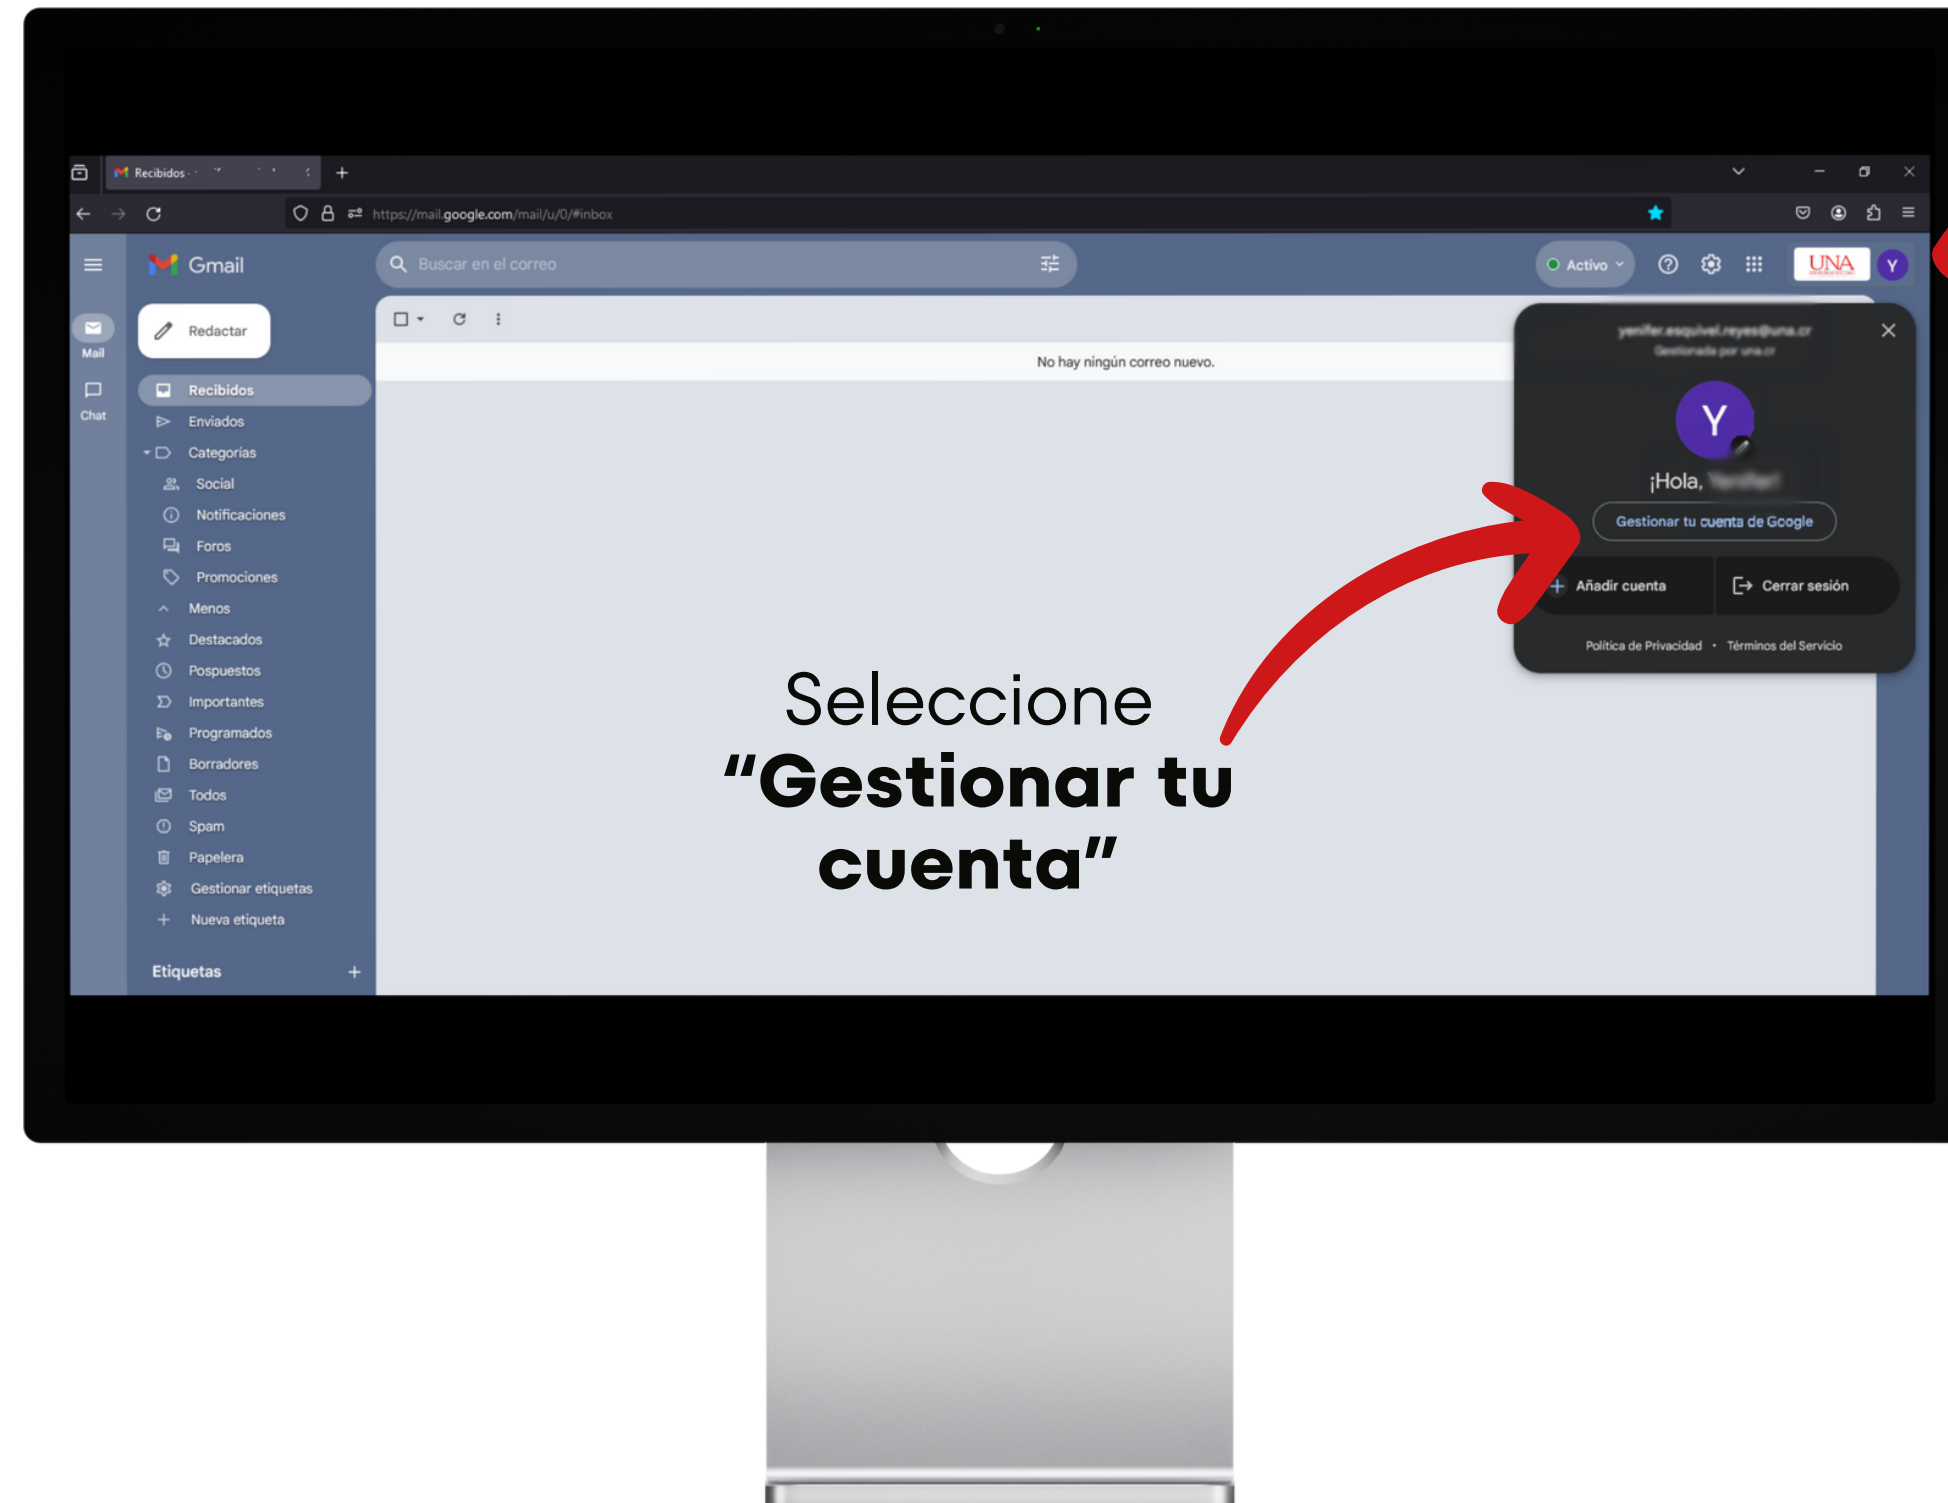 Recibidos
https://mail.google.com/mail/u/0/#inbox
Gmail
Buscar en el correo
Activo
UNA
Y
Mail
Chat
Redactar
No hay ningún correo nuevo.
Recibidos
Enviados
Categorías
Social
Notificaciones
Foros
Promociones
Menos
Destacados
Pospuestos
Importantes
Programados
Borradores
Todos
Spam
Papelera
Gestionar etiquetas
Nueva etiqueta
Etiquetas
Y
¡Hola,
Gestionar tu cuenta de Google
Añadir cuenta
Cerrar sesión
Política de Privacidad • Términos del Servicio
Seleccione
"Gestionar tu
cuenta"